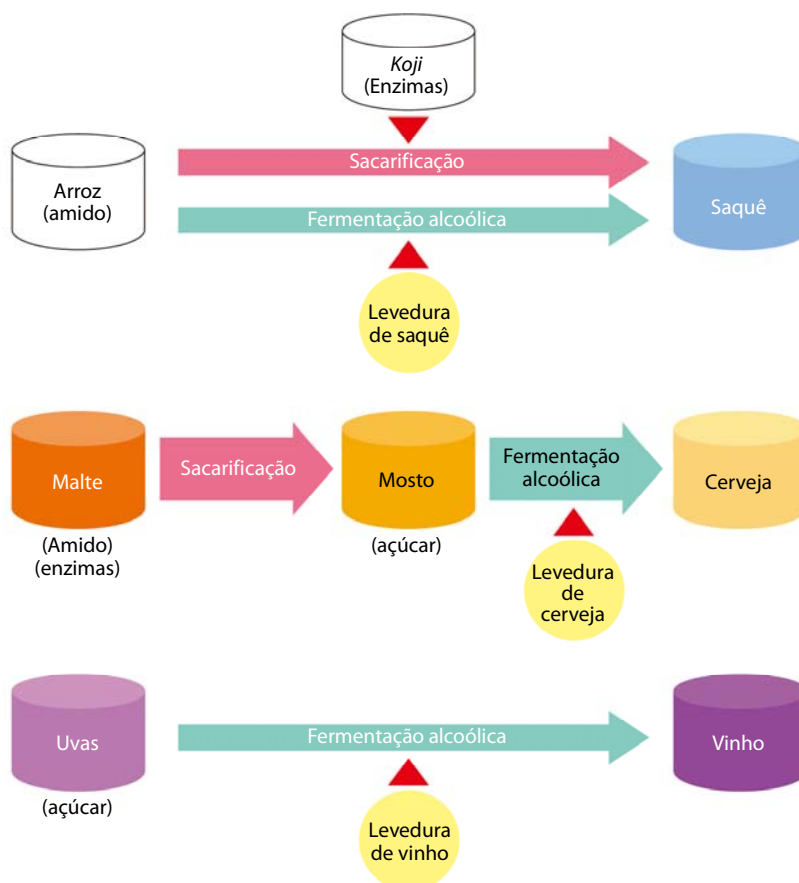 Koji
(Enzimas)
Arroz
(amido)
Sacarificação
Fermentação alcoólica
Saquê
Levedura
de saquê
Malte
(Amido)
(enzimas)
Sacarificação
Mosto
(açúcar)
Fermentação
alcoólica
Levedura
de
cerveja
Cerveja
Uvas
(açúcar)
Fermentação alcoólica
Levedura
de vinho
Vinho